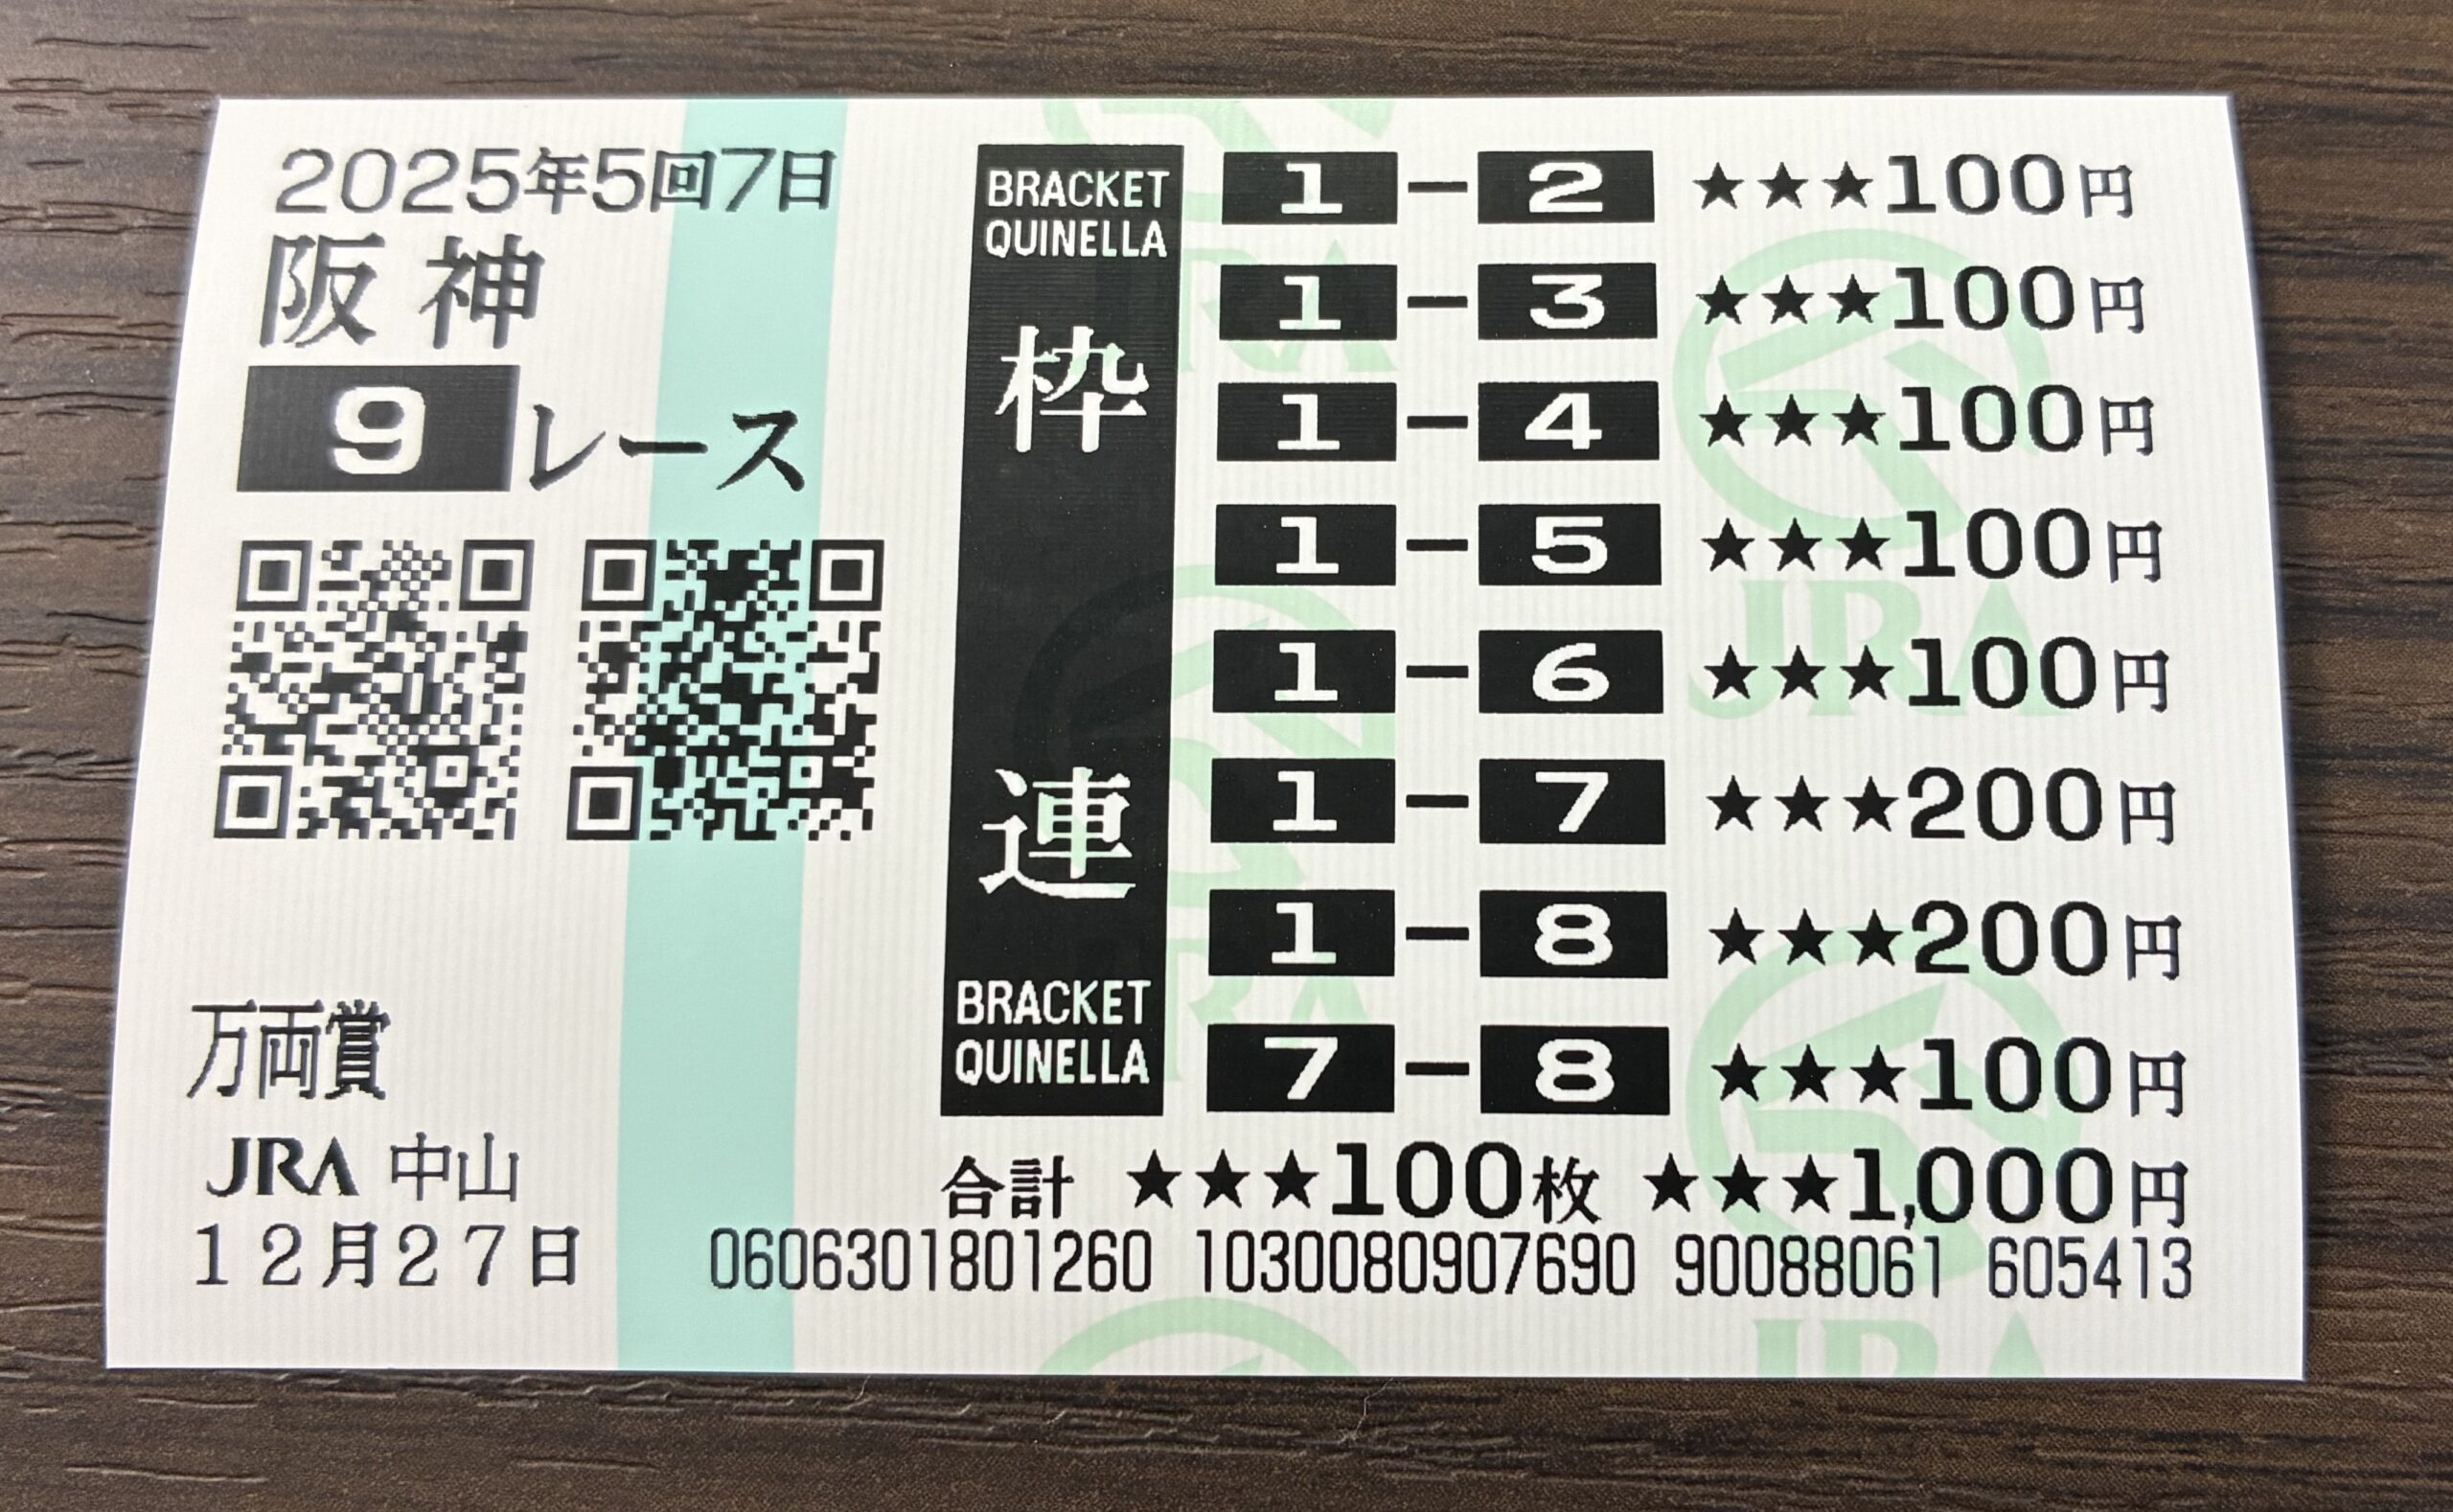 2025年5回7日
阪神
9レース
万両賞
JRA 中山
12月27日
BRACKET
QUINELLA
枠連
BRACKET
QUINELLA
1-2 ★★★100円
1-3 ★★★100円
1-4 ★★★100円
1-5 ★★★100円
1-6 ★★★100円
1-7 ★★★200円
1-8 ★★★200円
7-8 ★★★100円
合計 ★★★100枚 ★★★1,000円
0606301801260 1030080907690 90088061 605413